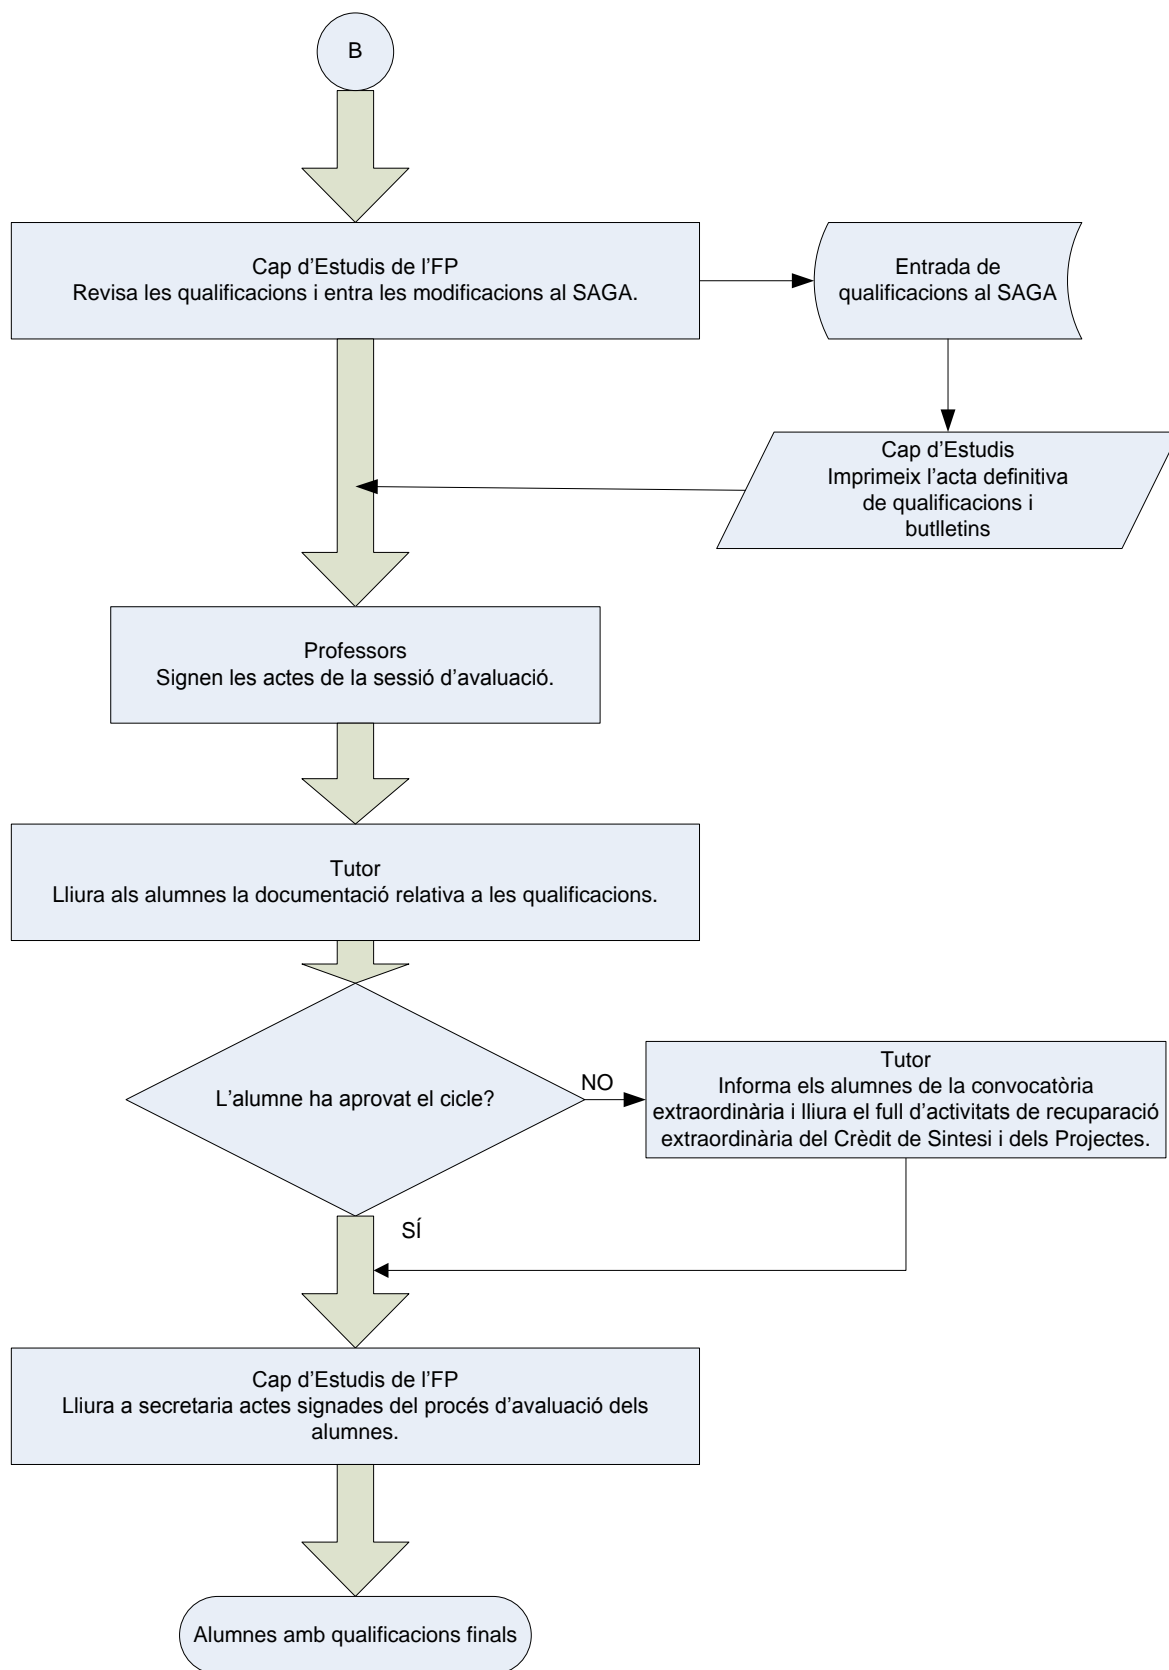 B
Cap d’Estudis de l’FP
Revisa les qualificacions i entra les modificacions al SAGA.
Entrada de
qualificacions al SAGA
Cap d’Estudis
Imprimeix l’acta definitiva
de qualificacions i
butlletins
Professors
Signen les actes de la sessió d’avaluació.
Tutor
Lliura als alumnes la documentació relativa a les qualificacions.
L’alumne ha aprovat el cicle?
NO
Tutor
Informa els alumnes de la convocatòria
extraordinària i lliura el full d’activitats de recuparació
extraordinària del Crèdit de Sintesi i dels Projectes.
SÍ
Cap d’Estudis de l’FP
Lliura a secretaria actes signades del procés d’avaluació dels
alumnes.
Alumnes amb qualificacions finals